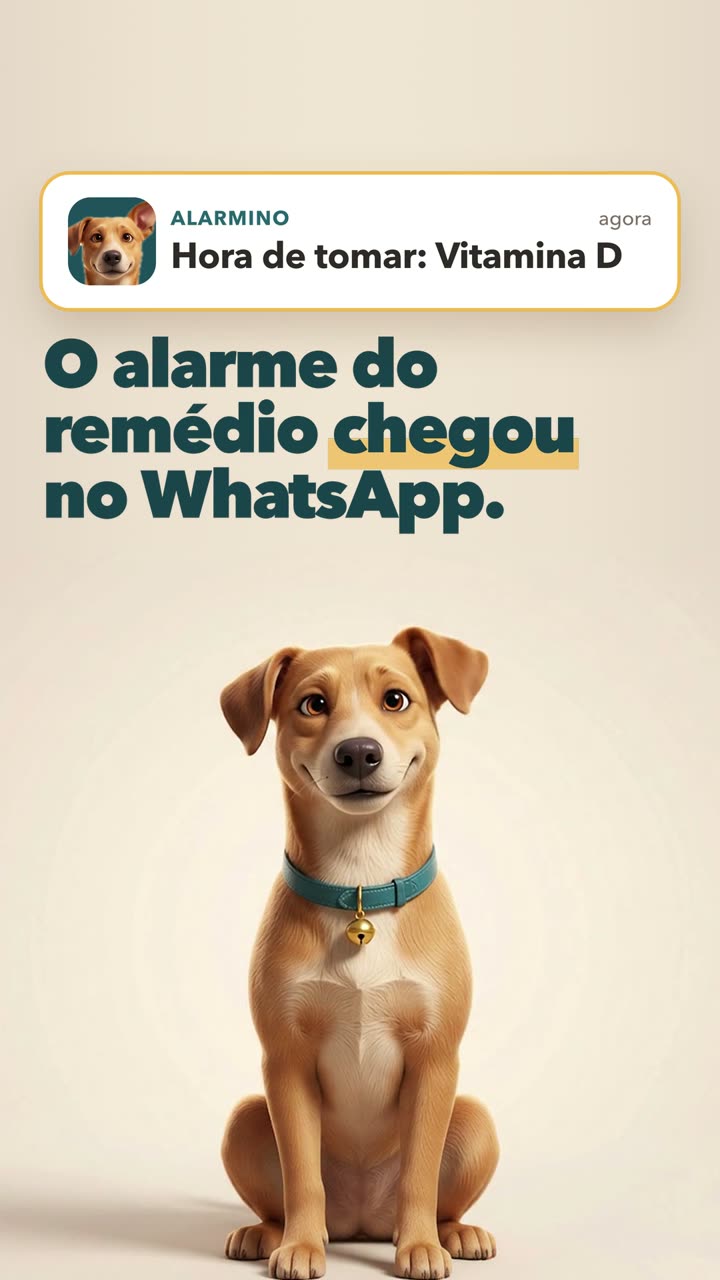 ALARMINO
agora
Hora de tomar: Vitamina D
O alarme do
remédio chegou
no WhatsApp.